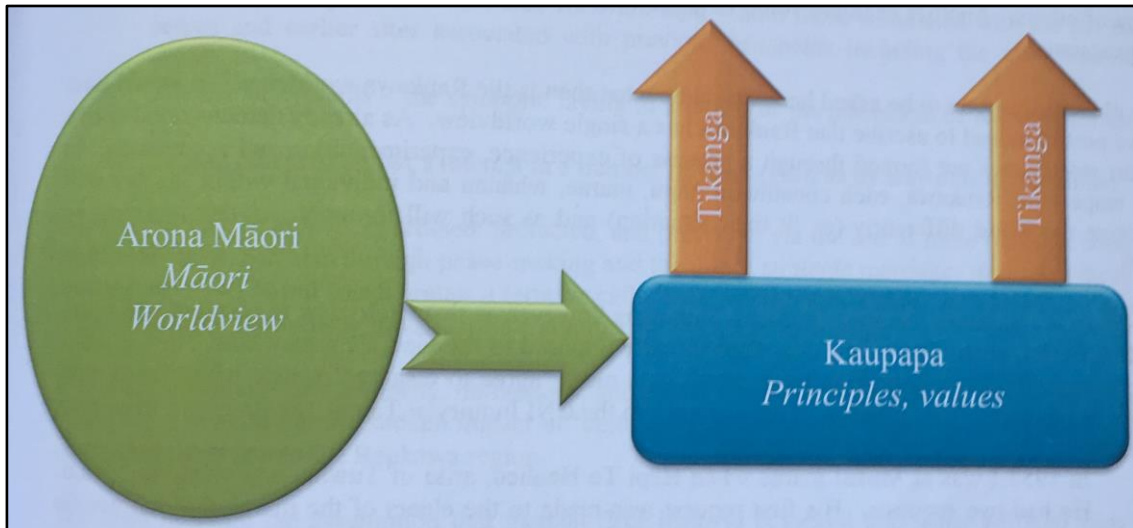 Arona Māori
Māori
Worldview
Tikanga
Tikanga
Kaupapa
Principles, values